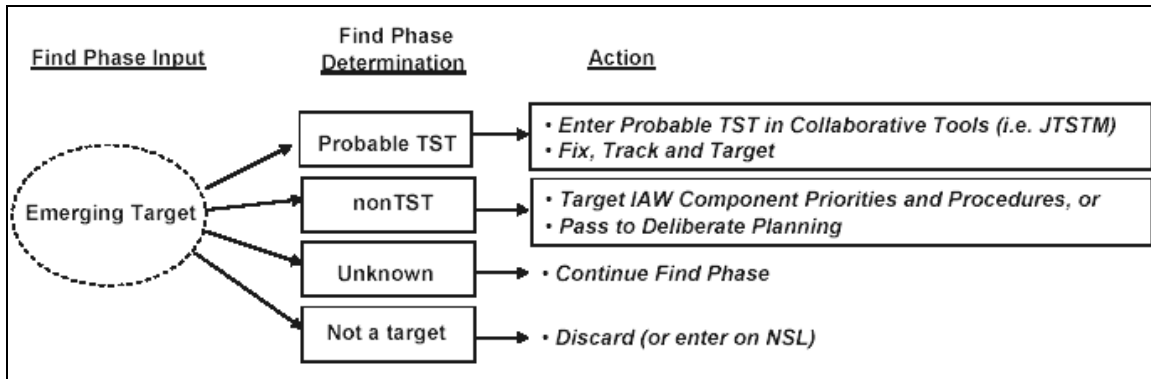 Find Phase Input
Find Phase
Determination
Action
Emerging Target
Probable TST
• Enter Probable TST in Collaborative Tools (i.e. JTSTM)
• Fix, Track and Target
nonTST
• Target IAW Component Priorities and Procedures, or
• Pass to Deliberate Planning
Unknown
• Continue Find Phase
Not a target
• Discard (or enter on NSL)